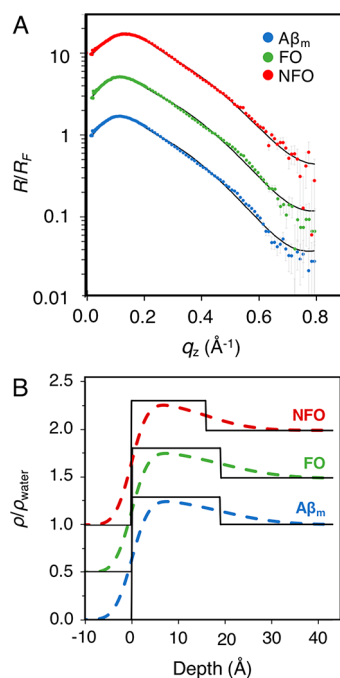 A
Aβm
FO
NFO
10
1
0.1
0.01
R/RF
0.0 0.2 0.4 0.6 0.8
qz (Å-1)
B
2.5
2.0
1.5
1.0
0.5
0.0
ρ/ρwater
NFO
FO
Aβm
-10 0 10 20 30 40
Depth (Å)